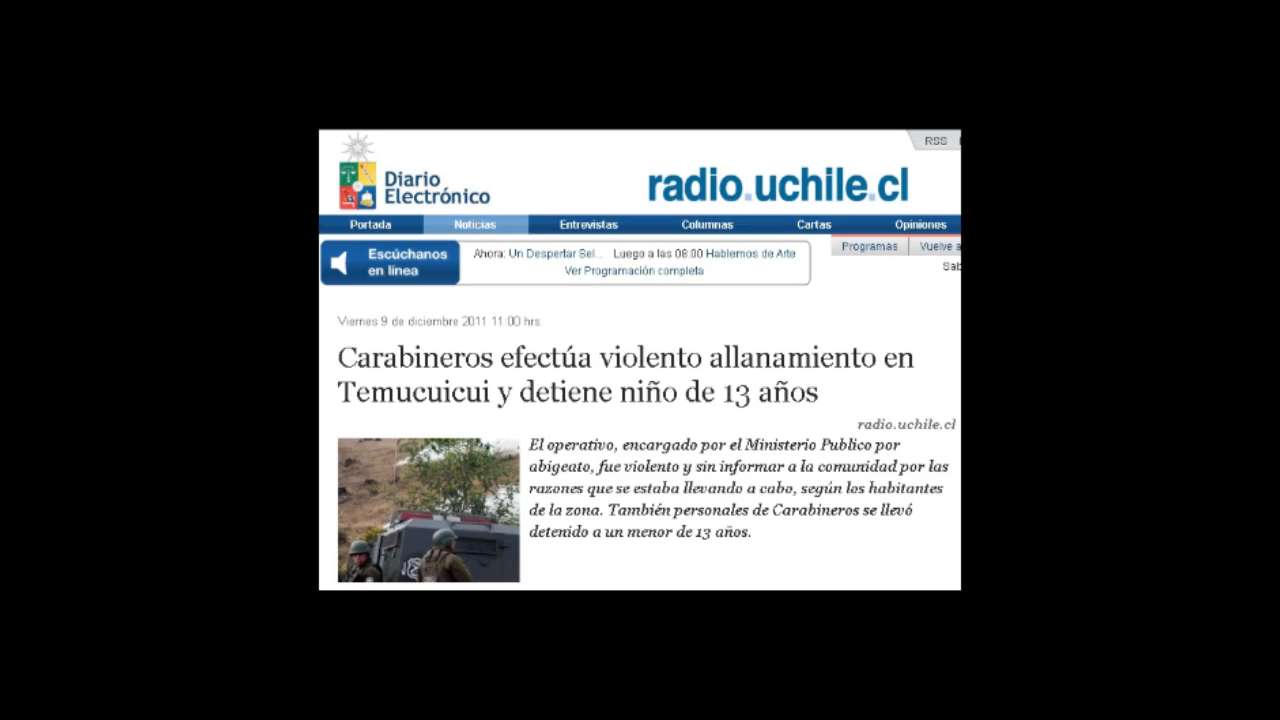 RSS
Diario
Electrónico
radio.uchile.cl
Portada Noticias Entrevistas Columnas Cartas Opiniones
Escúchanos
en línea
Ahora: Un Despertar Sel... Luego a las 08:00 Hablemos de Arte
Ver Programación completa
Programas Vuelve a
Sab
Viernes 9 de diciembre 2011 11:00 hrs.
Carabineros efectúa violento allanamiento en
Temucuicui y detiene niño de 13 años
radio.uchile.cl
El operativo, encargado por el Ministerio Publico por
abigeato, fue violento y sin informar a la comunidad por las
razones que se estaba llevando a cabo, según los habitantes
de la zona. También personales de Carabineros se llevó
detenido a un menor de 13 años.